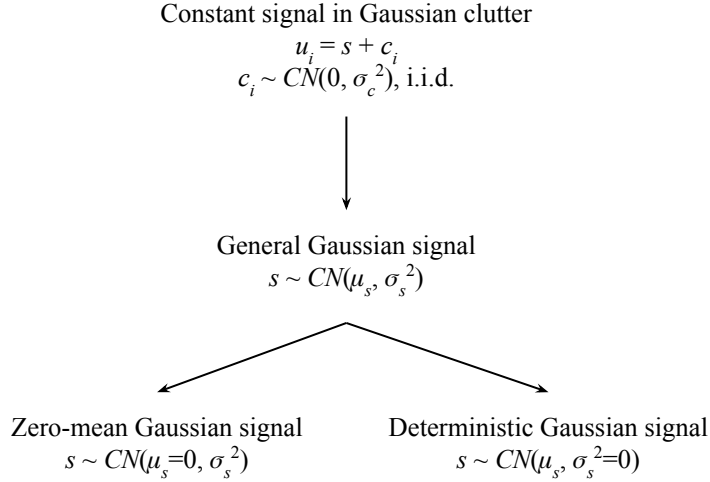 Constant signal in Gaussian clutter
u_i = s + c_i
c_i ~ CN(0, σ_c^2), i.i.d.
General Gaussian signal
s ~ CN(μ_s, σ_s^2)
Zero-mean Gaussian signal
s ~ CN(μ_s=0, σ_s^2)
Deterministic Gaussian signal
s ~ CN(μ_s, σ_s^2=0)